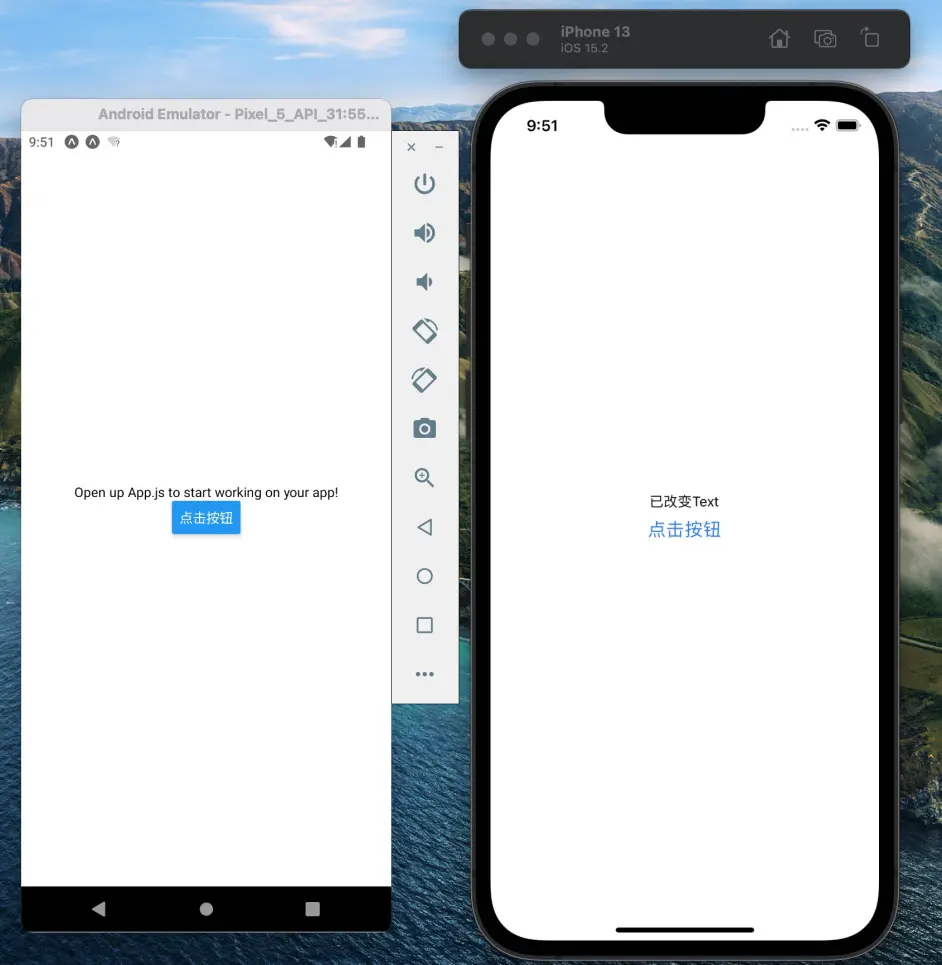 iPhone 13
iOS 15.2
Android Emulator - Pixel_5_API_31:55...
9:51
Open up App.js to start working on your app!
点击按钮
9:51
已改变Text
点击按钮